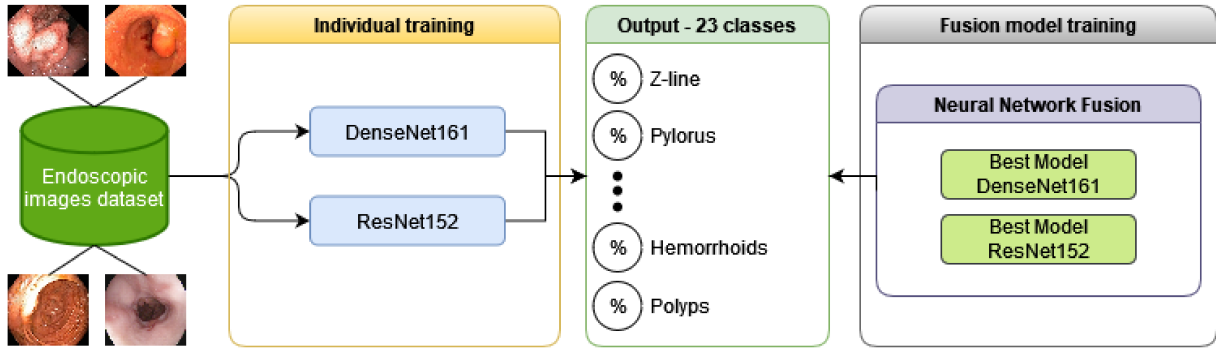 Individual training
Output - 23 classes
Fusion model training
Endoscopic
images dataset
DenseNet161
ResNet152
% Z-line
% Pylorus
% Hemorrhoids
% Polyps
Neural Network Fusion
Best Model
DenseNet161
Best Model
ResNet152